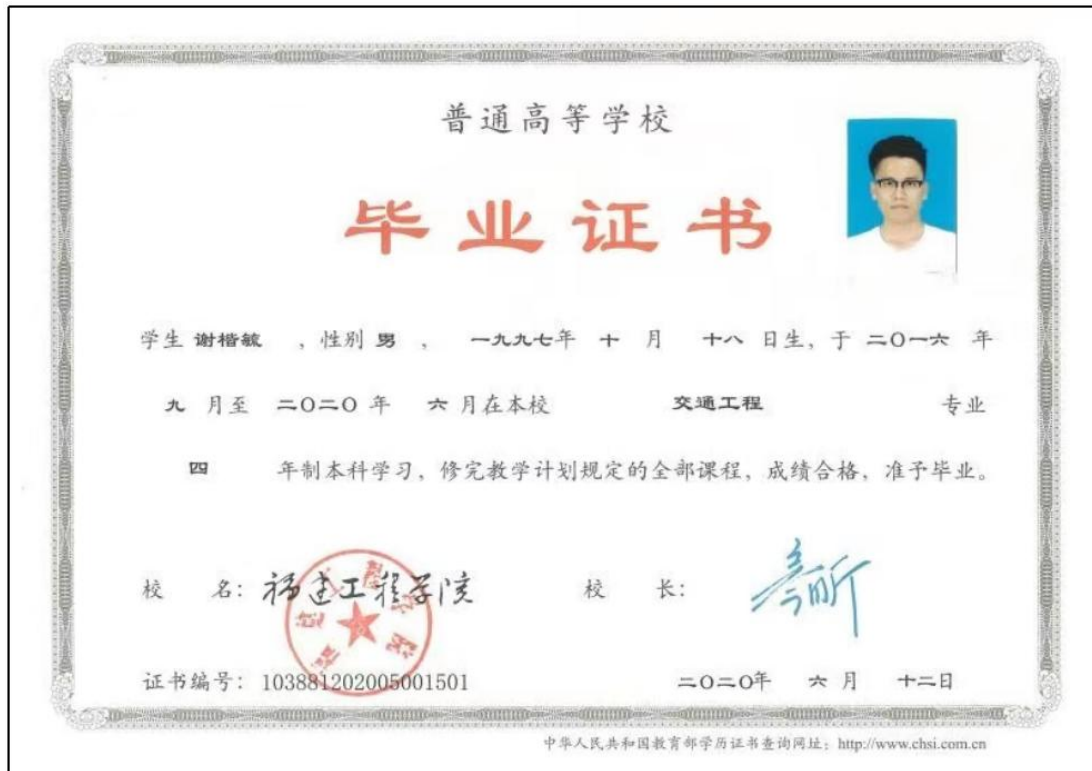 普通高等学校
毕业证书
学生 谢楷毓 ，性别 男 ， 一九九七年 十 月 十八 日生，于 二〇一六 年
九 月至 二〇二〇 年 六 月在本校 交通工程 专业
四 年制本科学习，修完教学计划规定的全部课程，成绩合格，准予毕业。
校 名：福建工程学院 校 长：
证书编号：103881202005001501 二〇二〇年 六 月 十二日
中华人民共和国教育部学历证书查询网址：http://www.chsi.com.cn